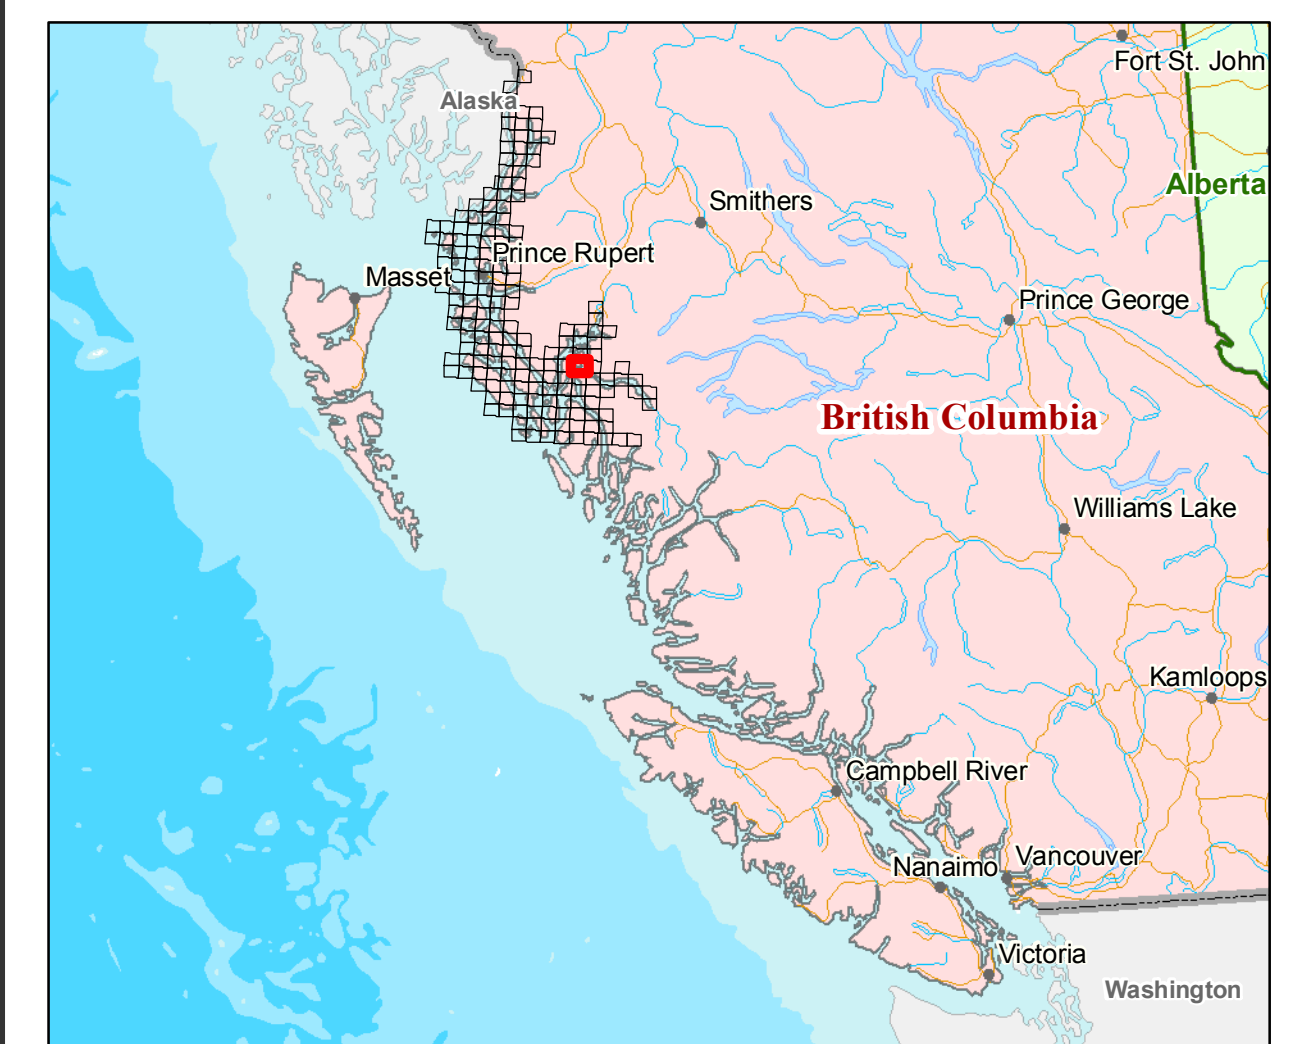 Fort St. John
Alaska
Alberta
Smithers
Prince Rupert
Masset
Prince George
British Columbia
Williams Lake
Kamloops
Campbell River
Vancouver
Nanaimo
Victoria
Washington